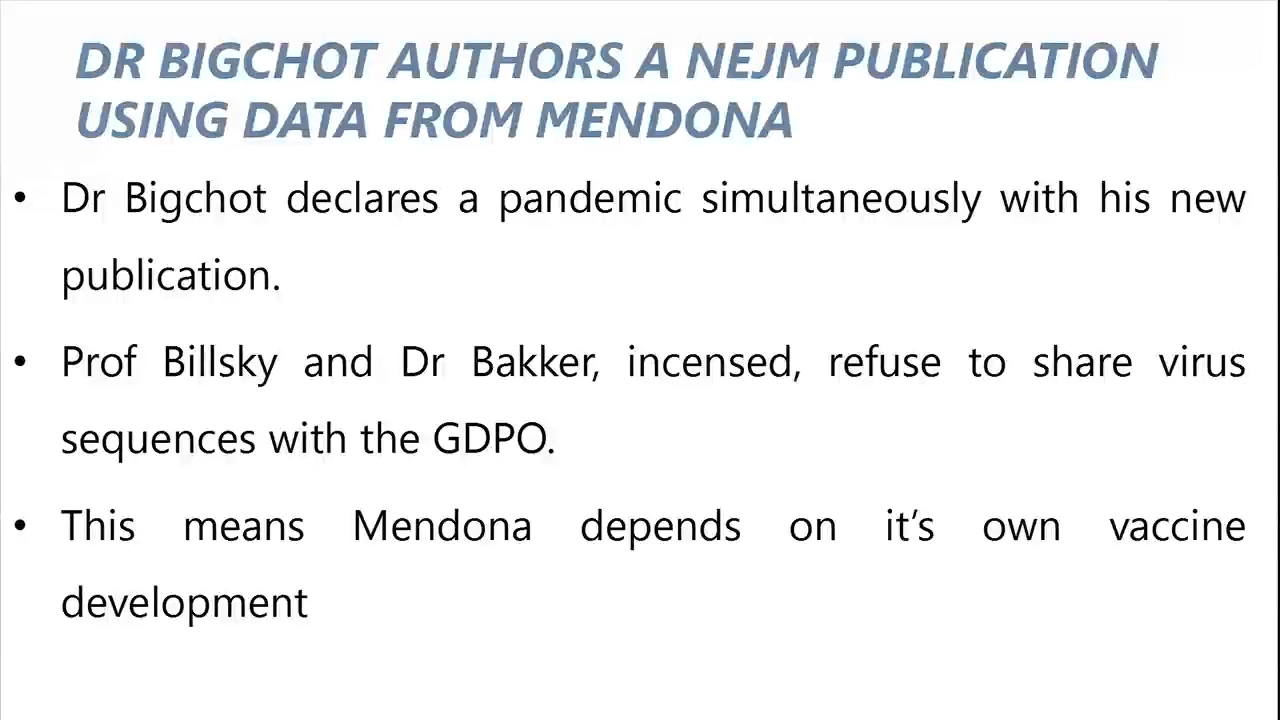 DR BIGCHOT AUTHORS A NEJM PUBLICATION
USING DATA FROM MENDONA
• Dr Bigchot declares a pandemic simultaneously with his new
publication.
• Prof Billsky and Dr Bakker, incensed, refuse to share virus
sequences with the GDPO.
• This means Mendona depends on it’s own vaccine
development